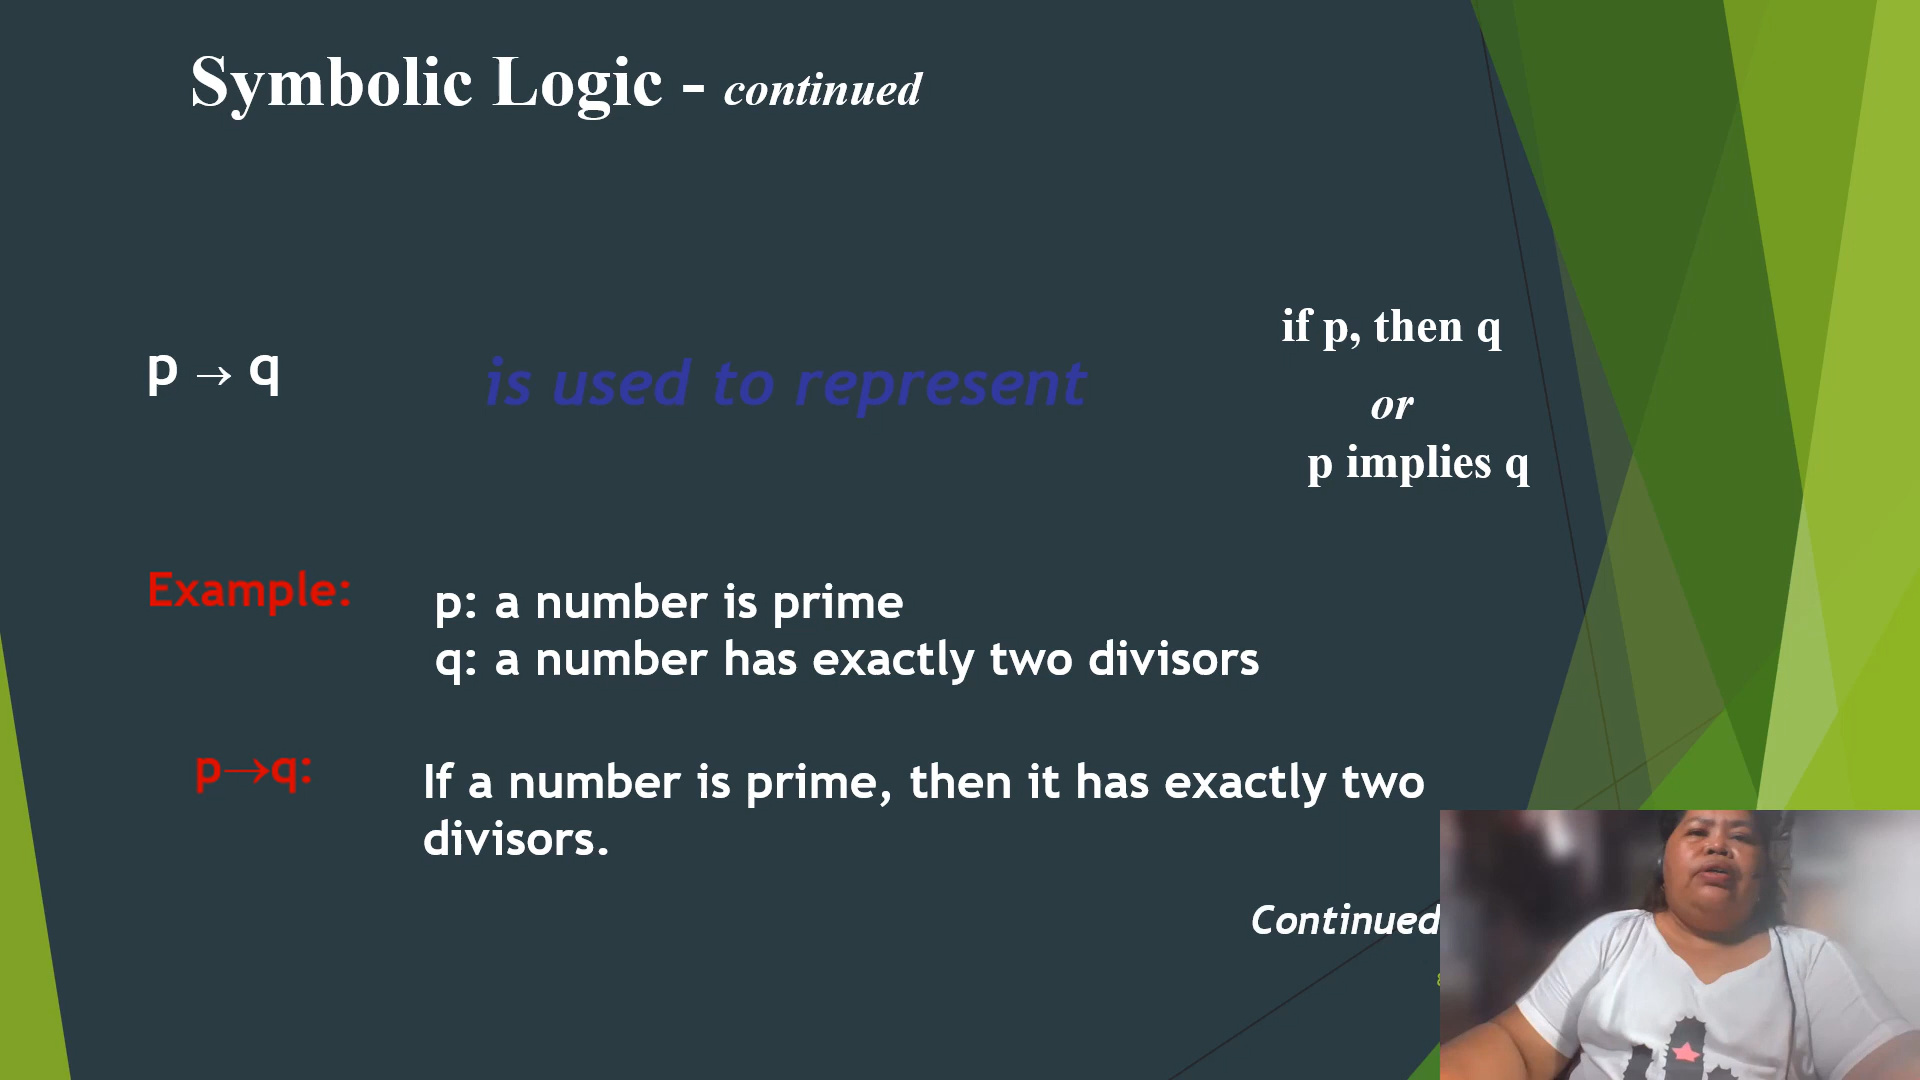 Symbolic Logic - continued
p → q
is used to represent
if p, then q
or
p implies q
Example:
p: a number is prime
q: a number has exactly two divisors
p→q:
If a number is prime, then it has exactly two
divisors.
Continued